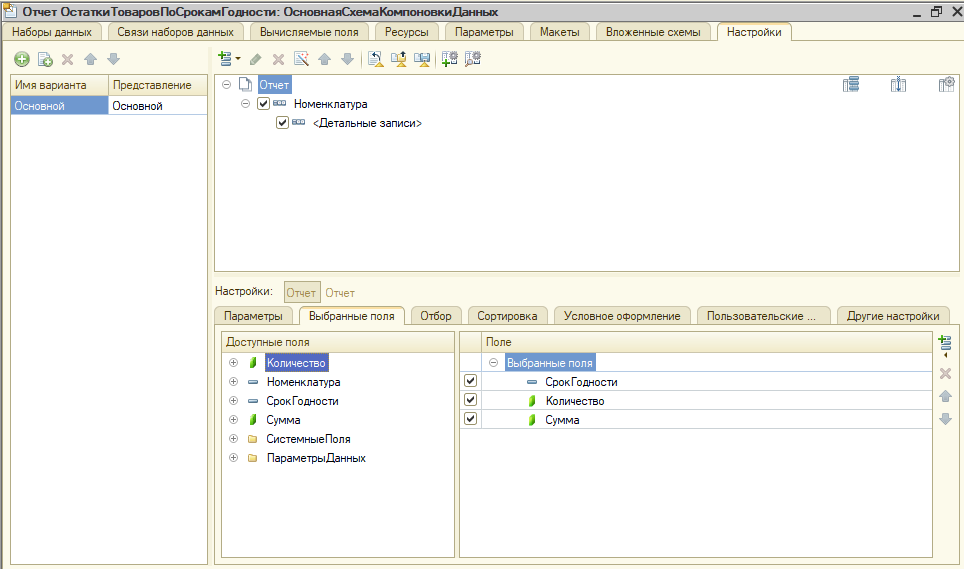 Отчет ОстаткиТоваровПоСрокамГодности: ОсновнаяСхемаКомпоновкиДанных
Наборы данных Связи наборов данных Вычисляемые поля Ресурсы Параметры Макеты Вложенные схемы Настройки
Имя варианта Представление
Основной Основной
Отчет
Номенклатура
<Детальные записи>
Настройки: Отчет Отчет
Параметры Выбранные поля Отбор Сортировка Условное оформление Пользовательские ... Другие настройки
Доступные поля Поле
Количество Выбранные поля
Номенклатура СрокГодности
СрокГодности Количество
Сумма Сумма
СистемныеПоля
ПараметрыДанных